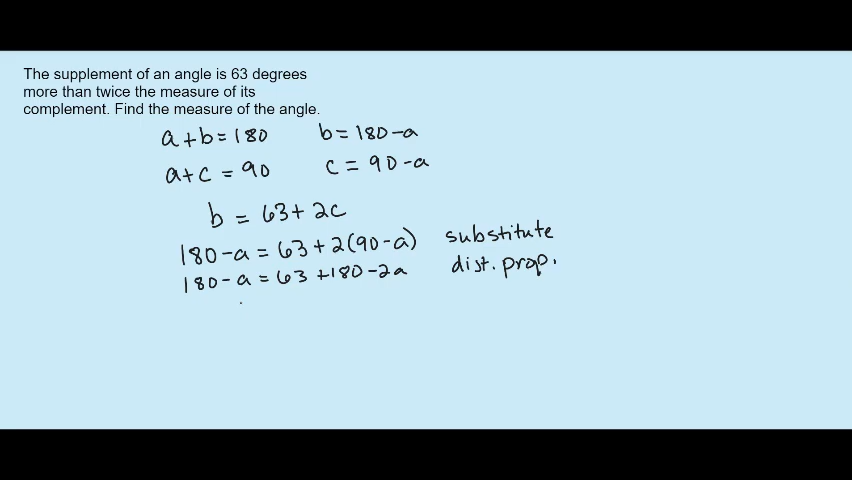 The supplement of an angle is 63 degrees
more than twice the measure of its
complement. Find the measure of the angle.
a+b=180 b=180-a
a+c=90 c=90-a
b=63+2c
180-a=63+2(90-a) substitute
180-a=63+180-2a dist. prop.